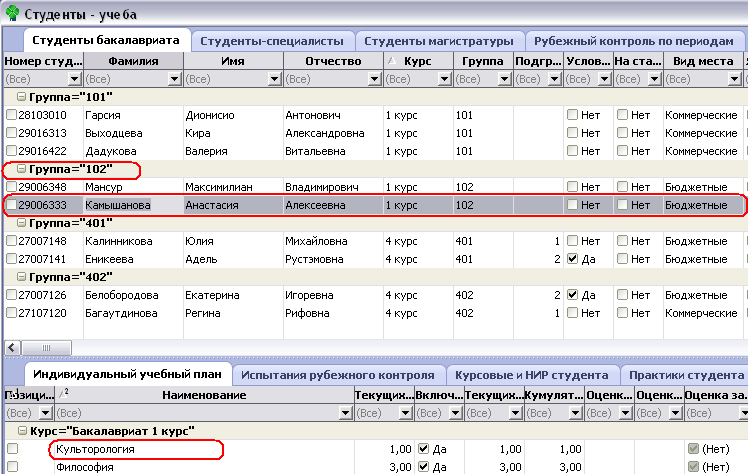 Студенты - учеба
Студенты бакалавриата Студенты-специалисты Студенты магистратуры Рубежный контроль по периодам
Номер студ... Фамилия Имя Отчество Курс Группа Подгр... Услов... На ста... Вид места
(Все) (Все) (Все) (Все) (Все) (Все) (Все) (Все) (Все) (Все)
Группа="101"
28103010 Гарсия Дионисио Антонович 1 курс 101 Нет Нет Коммерческие
29016313 Выходцева Кира Александровна 1 курс 101 Нет Нет Коммерческие
29016422 Дадукова Валерия Витальевна 1 курс 101 Нет Нет Коммерческие
Группа="102"
29006348 Мансур Максимилиан Владимирович 1 курс 102 Нет Нет Бюджетные
29006333 Камышанова Анастасия Алексеевна 1 курс 102 Нет Нет Бюджетные
Группа="401"
27007148 Калинникова Юлия Михайловна 4 курс 401 1 Нет Нет Бюджетные
27007141 Еникеева Адель Рустэмовна 4 курс 401 2 Да Нет Бюджетные
Группа="402"
27007126 Белобородова Екатерина Игоревна 4 курс 402 2 Да Нет Бюджетные
27107120 Багаутдинова Регина Рифовна 4 курс 402 1 Нет Нет Коммерческие
Индивидуальный учебный план Испытания рубежного контроля Курсовые и НИР студента Практики студента
Позици... 2 Наименование Текущих... Включ... Текущих... Кумулят... Оценк... Оценк... Оценка за...
(Все) (Все) (Все) (Все) (Все) (Все) (Все) (Все) (Все)
Курс="Бакалавриат 1 курс"
Культорология 1,00 Да 1,00 1,00 (Нет)
Философия 3,00 Да 3,00 3,00 (Нет)